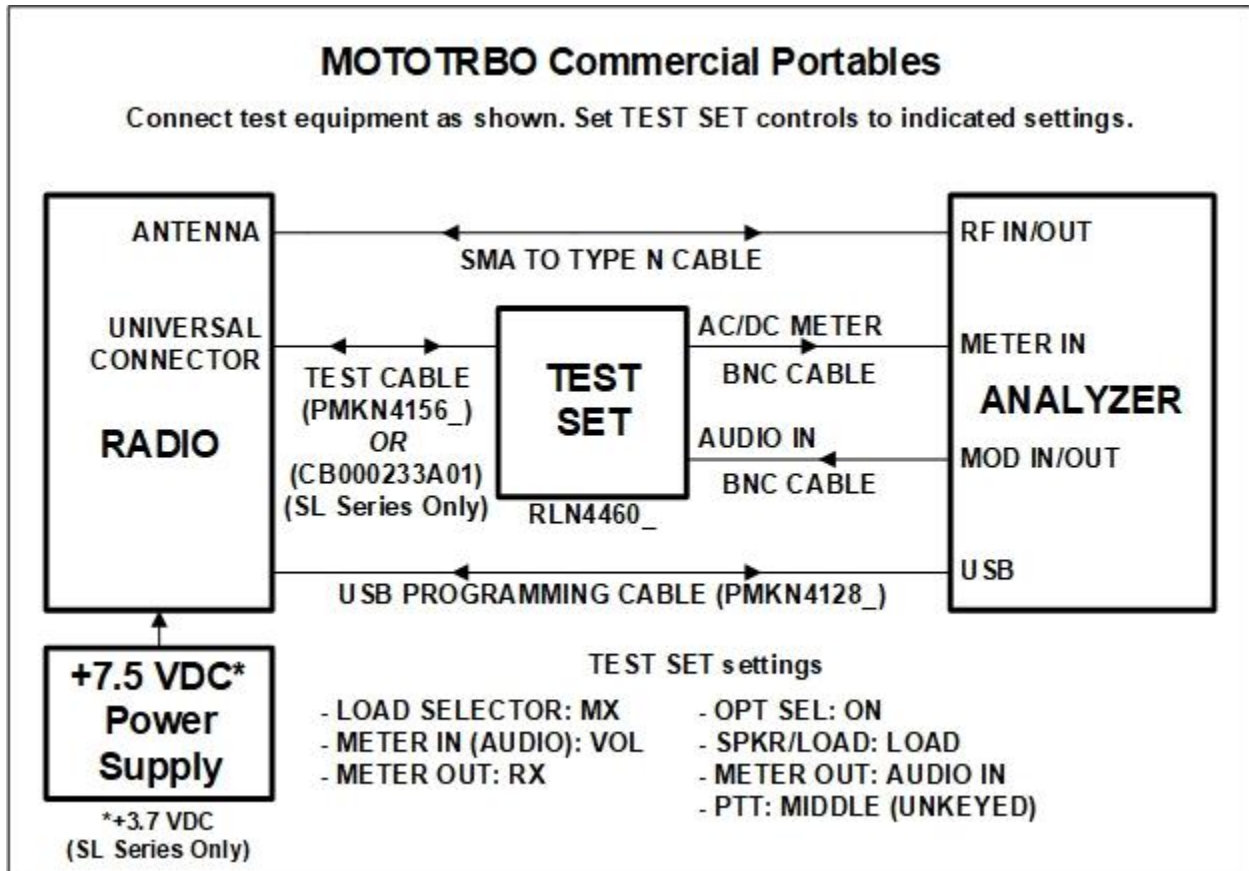 MOTOTRBO Commercial Portables
Connect test equipment as shown. Set TEST SET controls to indicated settings.
ANTENNA
SMA TO TYPE N CABLE
RF IN/OUT
UNIVERSAL
CONNECTOR
TEST CABLE
(PMKN4156_)
OR
(CB000233A01)
(SL Series Only)
RADIO
TEST
SET
RLN4460_
AC/DC METER
BNC CABLE
METER IN
ANALYZER
AUDIO IN
BNC CABLE
MOD IN/OUT
USB PROGRAMMING CABLE (PMKN4128_)
USB
+7.5 VDC*
Power
Supply
*+3.7 VDC
(SL Series Only)
TEST SET settings
- LOAD SELECTOR: MX
- METER IN (AUDIO): VOL
- METER OUT: RX
- OPT SEL: ON
- SPKR/LOAD: LOAD
- METER OUT: AUDIO IN
- PTT: MIDDLE (UNKEYED)